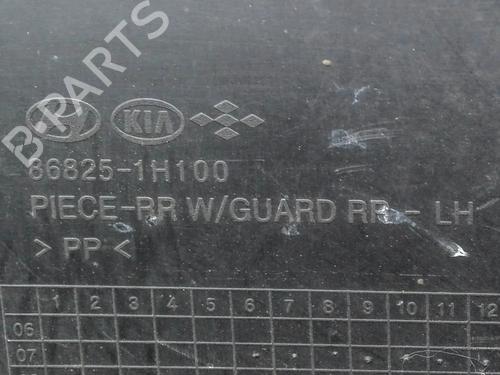 B-PARTS
KIA
86825-1H100
PIECE-RR W/GUARD RR - LH
> PP <
1 2 3 4 5 6 7 8 9 10 11 12
06
07